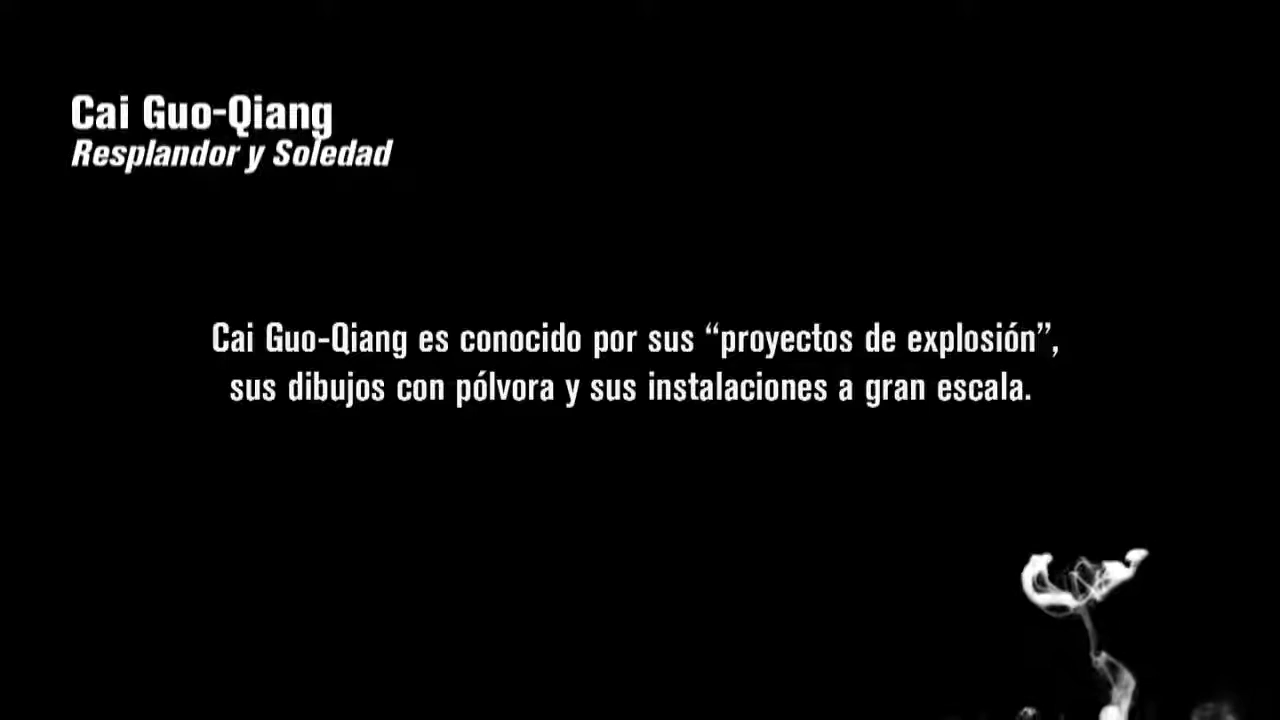 Cai Guo-Qiang
Resplandor y Soledad
Cai Guo-Qiang es conocido por sus “proyectos de explosión”,
sus dibujos con pólvora y sus instalaciones a gran escala.